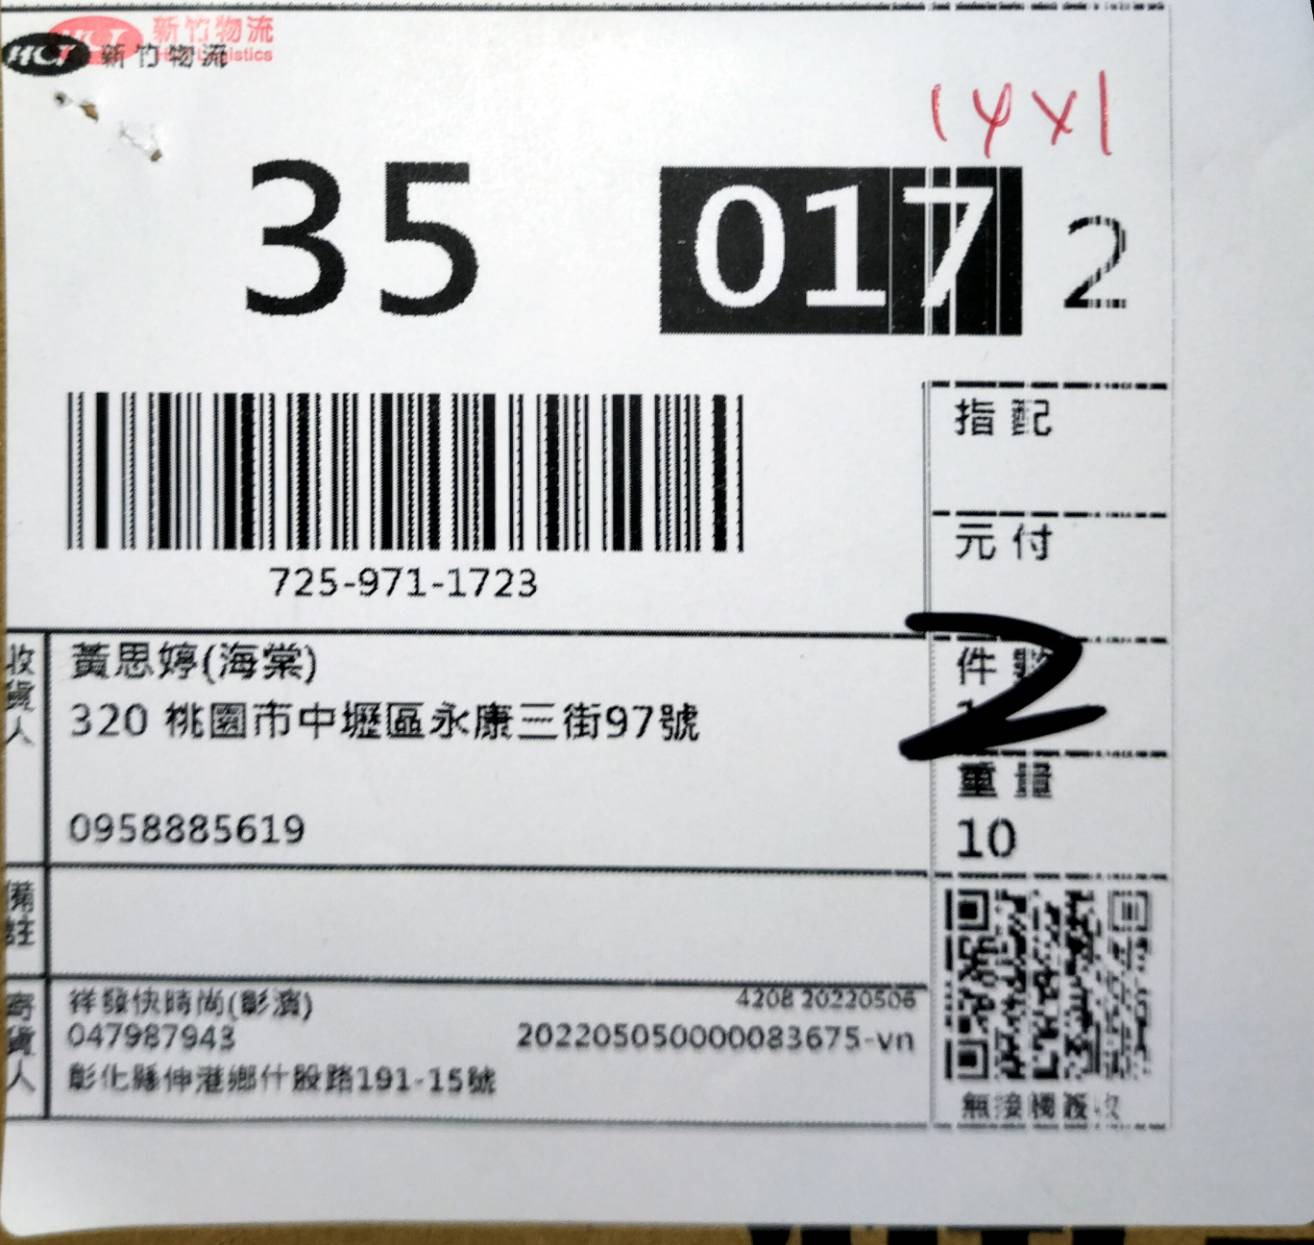 新竹物流
HCT Logistics
HCT 新竹物流
14x1
35 017 2
指配
元付
725-971-1723
收貨人
黃思婷(海棠)
320 桃園市中壢區永康三街97號
0958885619
件數
2
重量
10
備註
寄貨人
祥發快時尚(彰濱)
4208 20220506
047987943
202205050000083675-vn
彰化縣伸港鄉什股路191-15號
無接觸簽收